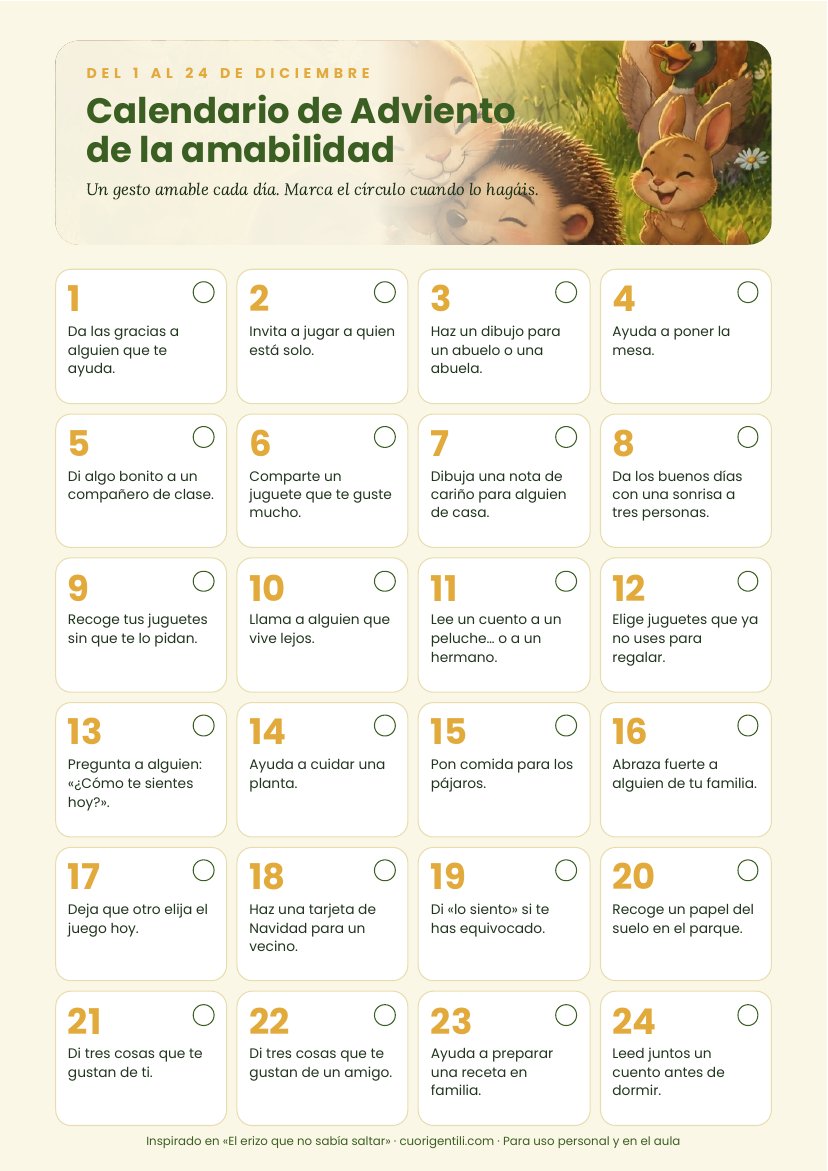 DEL 1 AL 24 DE DICIEMBRE
Calendario de Adviento
de la amabilidad
Un gesto amable cada día. Marca el círculo cuando lo hagáis.
1
Da las gracias a
alguien que te
ayuda.
2
Invita a jugar a quien
está solo.
3
Haz un dibujo para
un abuelo o una
abuela.
4
Ayuda a poner la
mesa.
5
Di algo bonito a un
compañero de clase.
6
Comparte un
juguete que te guste
mucho.
7
Dibuja una nota de
cariño para alguien
de casa.
8
Da los buenos días
con una sonrisa a
tres personas.
9
Recoge tus juguetes
sin que te lo pidan.
10
Llama a alguien que
vive lejos.
11
Lee un cuento a un
peluche… o a un
hermano.
12
Elige juguetes que ya
no uses para
regalar.
13
Pregunta a alguien:
«¿Cómo te sientes
hoy?».
14
Ayuda a cuidar una
planta.
15
Pon comida para los
pájaros.
16
Abraza fuerte a
alguien de tu familia.
17
Deja que otro elija el
juego hoy.
18
Haz una tarjeta de
Navidad para un
vecino.
19
Di «lo siento» si te
has equivocado.
20
Recoge un papel del
suelo en el parque.
21
Di tres cosas que te
gustan de ti.
22
Di tres cosas que te
gustan de un amigo.
23
Ayuda a preparar
una receta en
familia.
24
Leed juntos un
cuento antes de
dormir.
Inspirado en «El erizo que no sabía saltar» · cuorigentili.com · Para uso personal y en el aula